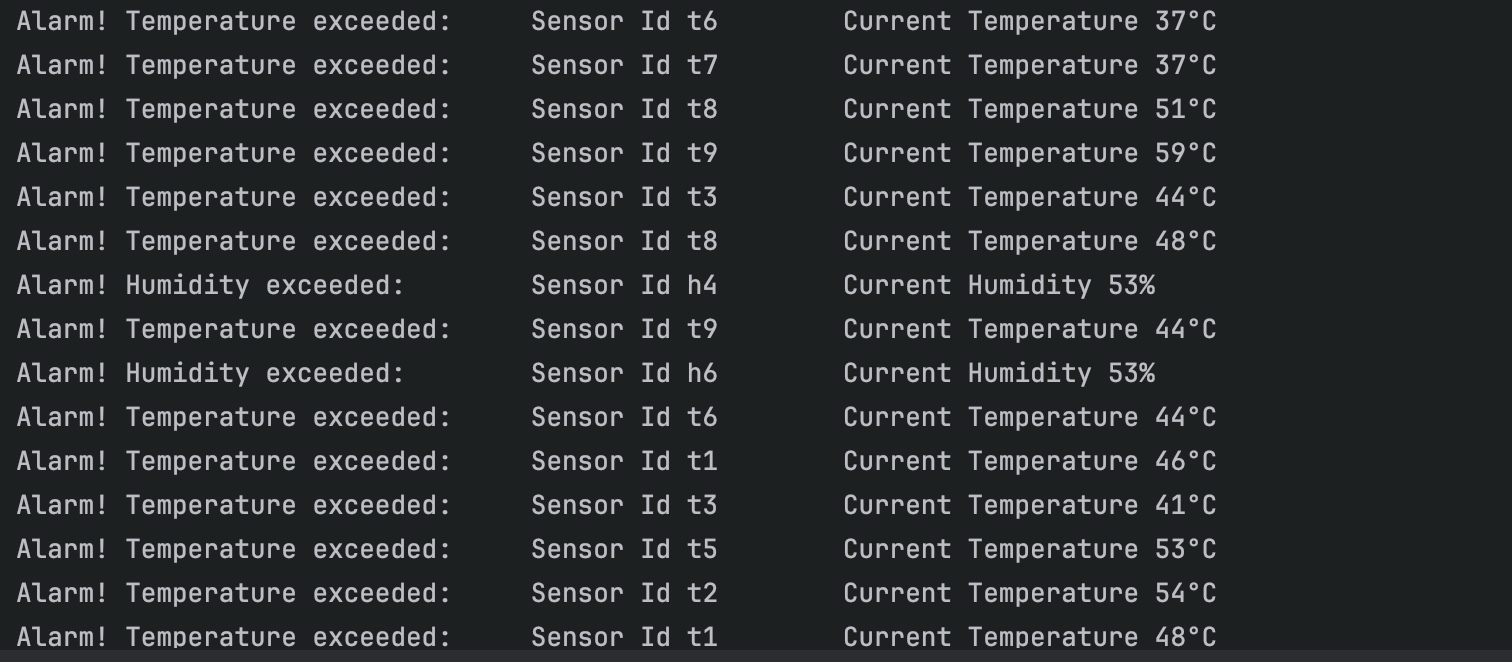 Alarm! Temperature exceeded: Sensor Id t6 Current Temperature 37°C
Alarm! Temperature exceeded: Sensor Id t7 Current Temperature 37°C
Alarm! Temperature exceeded: Sensor Id t8 Current Temperature 51°C
Alarm! Temperature exceeded: Sensor Id t9 Current Temperature 59°C
Alarm! Temperature exceeded: Sensor Id t3 Current Temperature 44°C
Alarm! Temperature exceeded: Sensor Id t8 Current Temperature 48°C
Alarm! Humidity exceeded: Sensor Id h4 Current Humidity 53%
Alarm! Temperature exceeded: Sensor Id t9 Current Temperature 44°C
Alarm! Humidity exceeded: Sensor Id h6 Current Humidity 53%
Alarm! Temperature exceeded: Sensor Id t6 Current Temperature 44°C
Alarm! Temperature exceeded: Sensor Id t1 Current Temperature 46°C
Alarm! Temperature exceeded: Sensor Id t3 Current Temperature 41°C
Alarm! Temperature exceeded: Sensor Id t5 Current Temperature 53°C
Alarm! Temperature exceeded: Sensor Id t2 Current Temperature 54°C
Alarm! Temperature exceeded: Sensor Id t1 Current Temperature 48°C